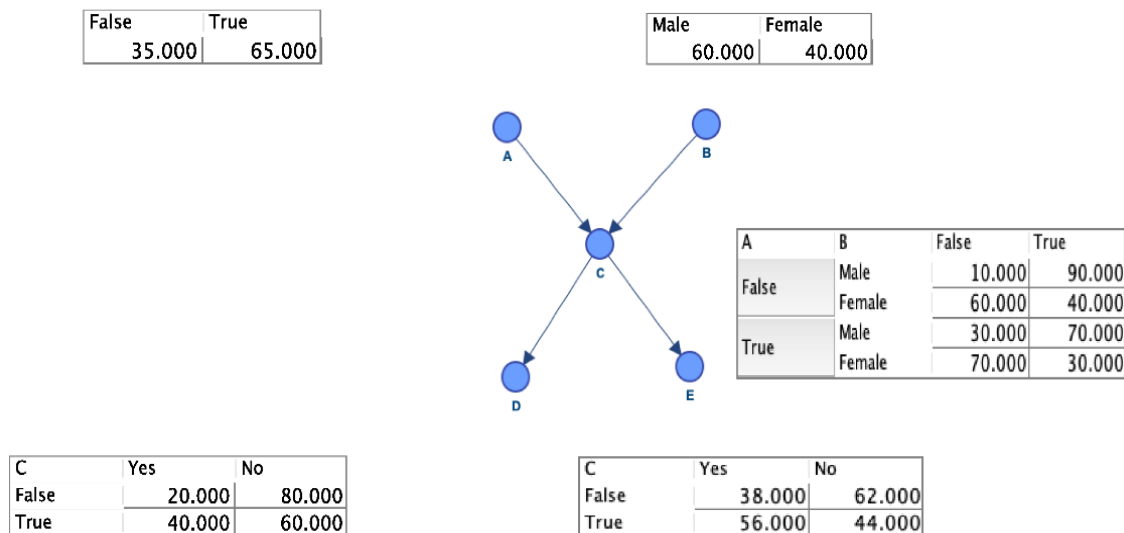 False True
35.000 65.000
Male Female
60.000 40.000
A
B
C
D
E
A B False True
False Male 10.000 90.000
Female 60.000 40.000
True Male 30.000 70.000
Female 70.000 30.000
C Yes No
False 20.000 80.000
True 40.000 60.000
C Yes No
False 38.000 62.000
True 56.000 44.000